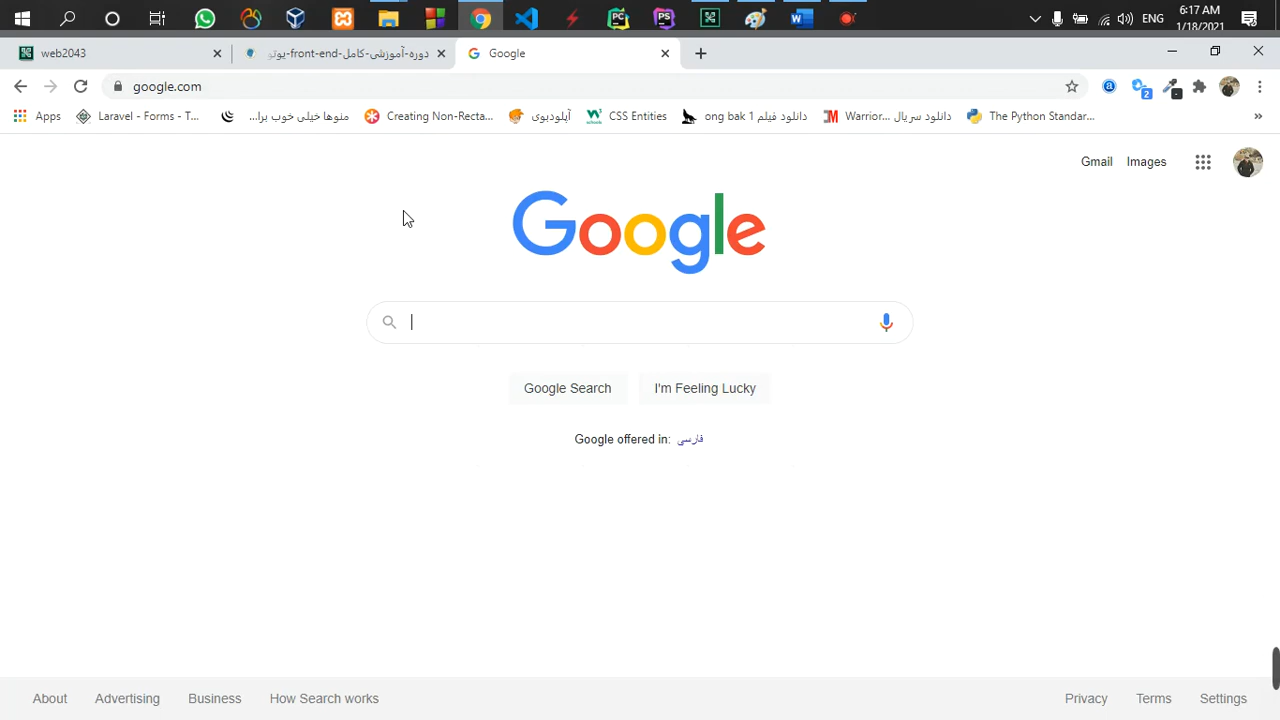 6:17 AM
ENG
1/18/2021
web2043
دوره-آموزشی-کامل-front-end-یوتو
Google
google.com
2
Apps
Laravel - Forms - T...
منوها خیلی خوب برا...
Creating Non-Recta...
آپلودبوی
CSS Entities
دانلود فیلم ong bak 1
دانلود سریال Warrior...
The Python Standar...
»
Gmail
Images
Google
Google Search
I'm Feeling Lucky
Google offered in: فارسی
About
Advertising
Business
How Search works
Privacy
Terms
Settings